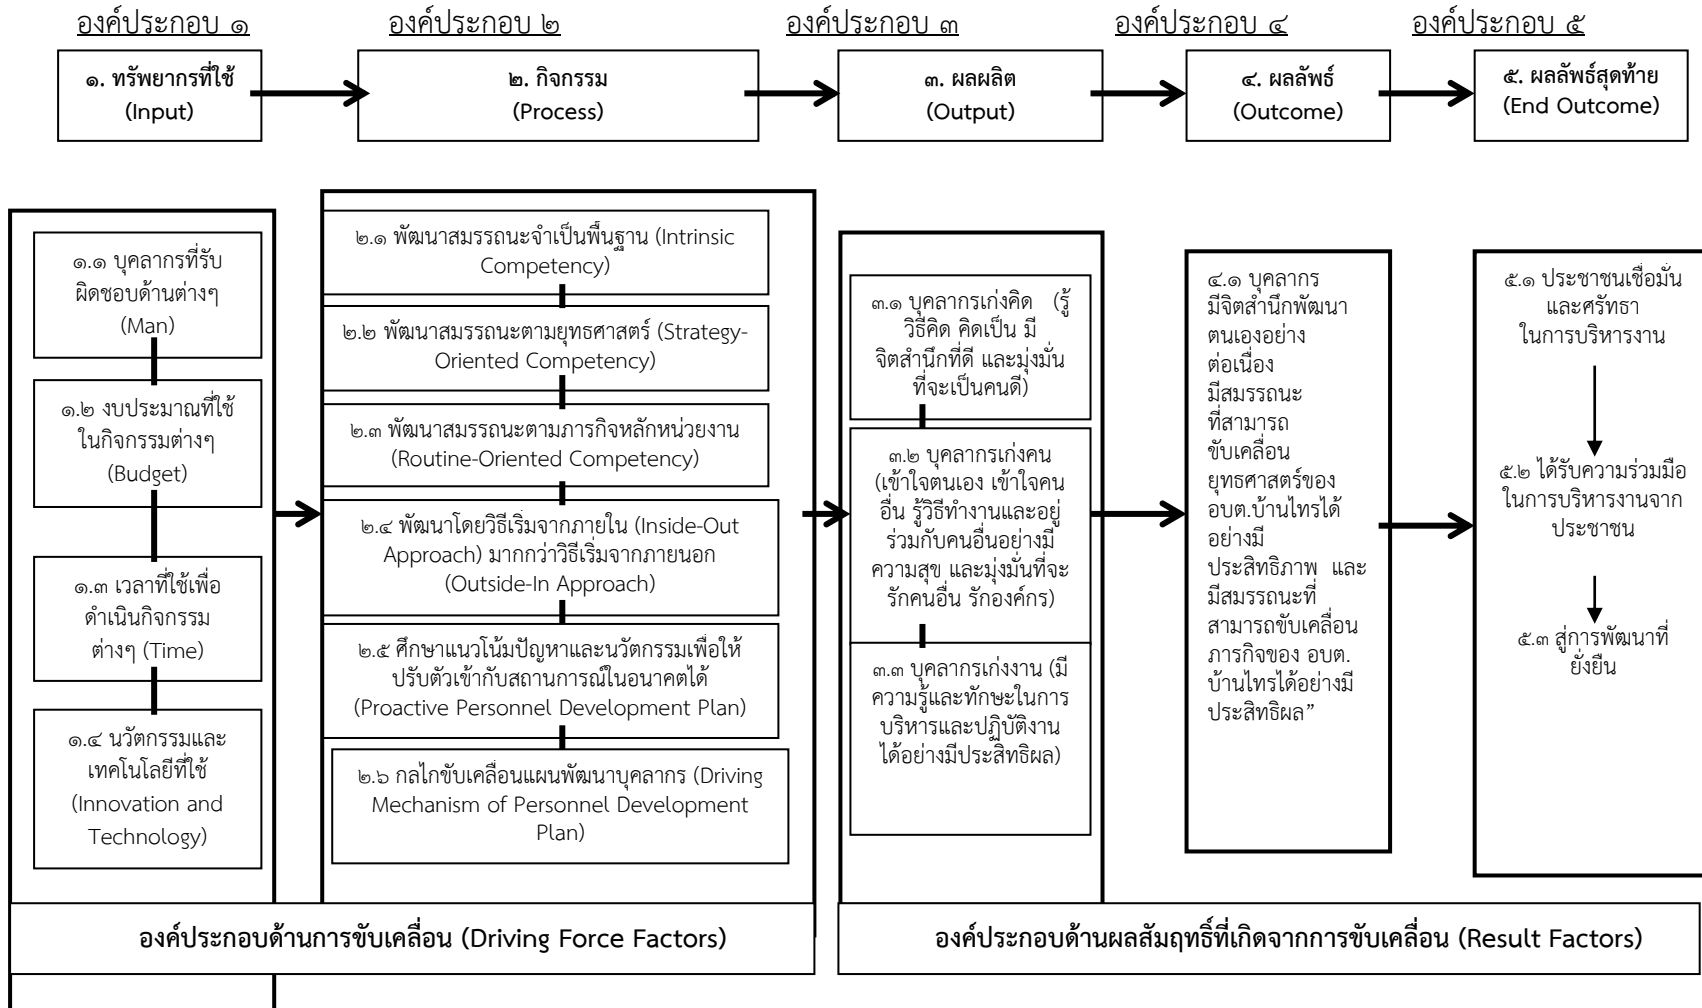 องค์ประกอบ ๑
องค์ประกอบ ๒
องค์ประกอบ ๓
องค์ประกอบ ๔
องค์ประกอบ ๕
๑. ทรัพยากรที่ใช้
(Input)
๒. กิจกรรม
(Process)
๓. ผลผลิต
(Output)
๔. ผลลัพธ์
(Outcome)
๕. ผลลัพธ์สุดท้าย
(End Outcome)
๑.๑ บุคลากรที่รับ
ผิดชอบด้านต่างๆ
(Man)
๑.๒ งบประมาณที่ใช้
ในกิจกรรมต่างๆ
(Budget)
๑.๓ เวลาที่ใช้เพื่อ
ดำเนินกิจกรรม
ต่างๆ (Time)
๑.๔ นวัตกรรมและ
เทคโนโลยีที่ใช้
(Innovation and
Technology)
๒.๑ พัฒนาสมรรถนะจำเป็นพื้นฐาน (Intrinsic
Competency)
๒.๒ พัฒนาสมรรถนะตามยุทธศาสตร์ (Strategy-
Oriented Competency)
๒.๓ พัฒนาสมรรถนะตามภารกิจหลักหน่วยงาน
(Routine-Oriented Competency)
๒.๔ พัฒนาโดยวิธีเริ่มจากภายใน (Inside-Out
Approach) มากกว่าวิธีเริ่มจากภายนอก
(Outside-In Approach)
๒.๕ ศึกษาแนวโน้มปัญหาและนวัตกรรมเพื่อให้
ปรับตัวเข้ากับสถานการณ์ในอนาคตได้
(Proactive Personnel Development Plan)
๒.๖ กลไกขับเคลื่อนแผนพัฒนาบุคลากร (Driving
Mechanism of Personnel Development
Plan)
๓.๑ บุคลากรเก่งคิด (รู้
วิธีคิด คิดเป็น มี
จิตสำนึกที่ดี และมุ่งมั่น
ที่จะเป็นคนดี)
๓.๒ บุคลากรเก่งคน
(เข้าใจตนเอง เข้าใจคน
อื่น รู้วิธีทำงานและอยู่
ร่วมกับคนอื่นอย่างมี
ความสุข และมุ่งมั่นที่จะ
รักคนอื่น รักองค์กร)
๓.๓ บุคลากรเก่งงาน (มี
ความรู้และทักษะในการ
บริหารและปฏิบัติงาน
ได้อย่างมีประสิทธิผล)
๔.๑ บุคลากร
มีจิตสำนึกพัฒนา
ตนเองอย่าง
ต่อเนื่อง
มีสมรรถนะ
ที่สามารถ
ขับเคลื่อน
ยุทธศาสตร์ของ
อบต.บ้านไทรได้
อย่างมี
ประสิทธิภาพ และ
มีสมรรถนะที่
สามารถขับเคลื่อน
ภารกิจของ อบต.
บ้านไทรได้อย่างมี
ประสิทธิผล”
๕.๑ ประชาชนเชื่อมั่น
และศรัทธา
ในการบริหารงาน
๕.๒ ได้รับความร่วมมือ
ในการบริหารงานจาก
ประชาชน
๕.๓ สู่การพัฒนาที่
ยั่งยืน
องค์ประกอบด้านการขับเคลื่อน (Driving Force Factors)
องค์ประกอบด้านผลสัมฤทธิ์ที่เกิดจากการขับเคลื่อน (Result Factors)